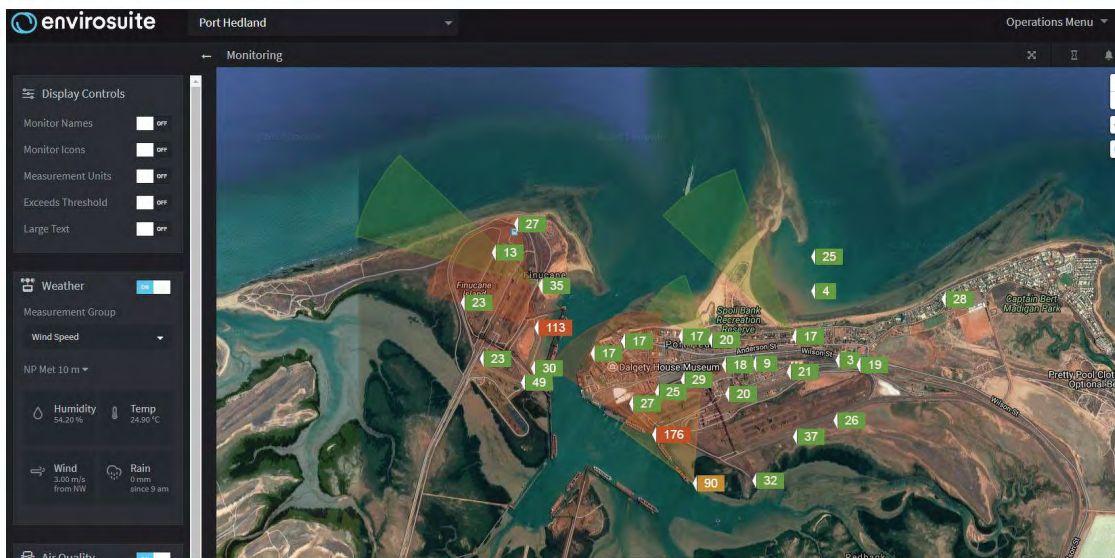 envirosuite
Port Hedland
Operations Menu
Monitoring
Display Controls
Monitor Names
OFF
Monitor Icons
OFF
Measurement Units
OFF
Exceeds Threshold
OFF
Large Text
OFF
Weather
ON
Measurement Group
Wind Speed
NP Met 10 m
Humidity
54.20 %
Temp
24.90 °C
Wind
3.00 m/s
from NW
Rain
0 mm
since 9 am
Air Quality
27
13
Finucane
35
Finucane
Island
23
113
23
30
49
25
4
28
Captain Bert
Madigan Park
Spoil Bank
Recreation
Reserve
17
17
20
17
17
Anderson St
Wilson St
3
19
Dalgety House Museum
18
9
21
29
25
20
27
Pretty Pool Clot
Optional Be
Wilson St
176
37
26
90
32
Redbank